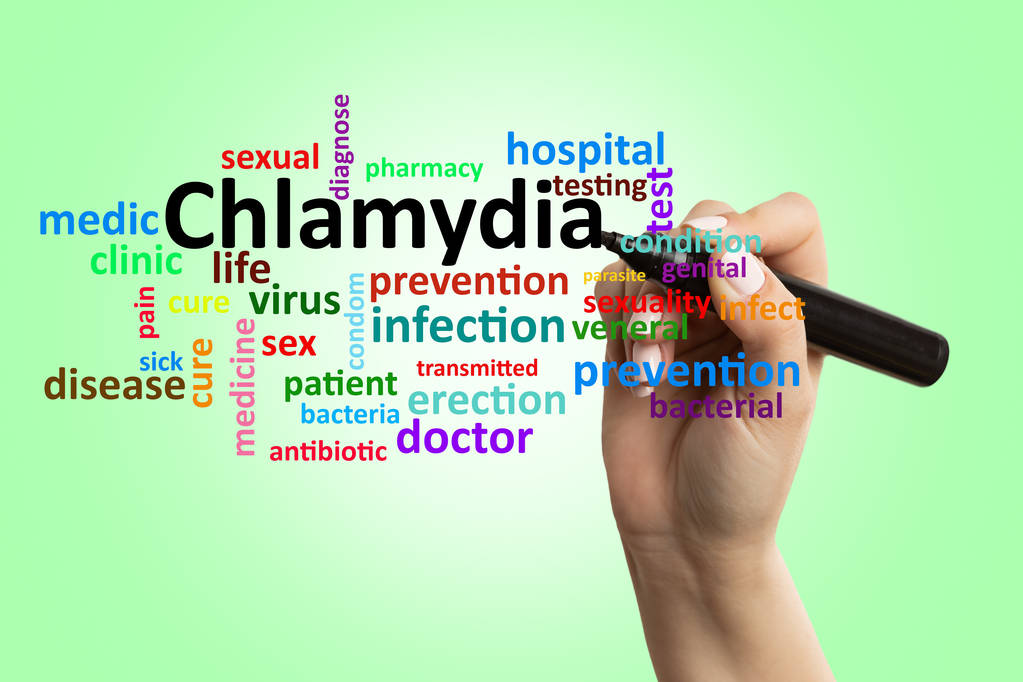 diagnose
sexual
pharmacy
hospital
testing
test
medic
Chlamydia
condition
clinic
life
prevention
parasite
genital
pain
cure
virus
condom
sexuality
infect
infection
veneral
sex
medicine
sick
cure
disease
patient
transmitted
prevention
bacteria
erection
bacterial
antibiotic
doctor